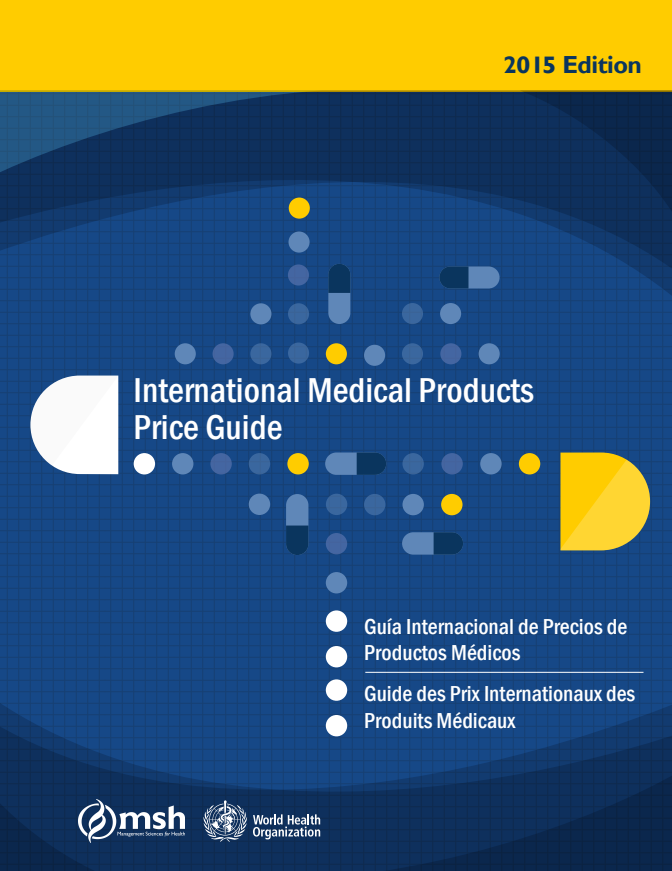 2015 Edition
International Medical Products
Price Guide
Guía Internacional de Precios de
Productos Médicos
Guide des Prix Internationaux des
Produits Médicaux
msh
Management Sciences for Health
World Health
Organization